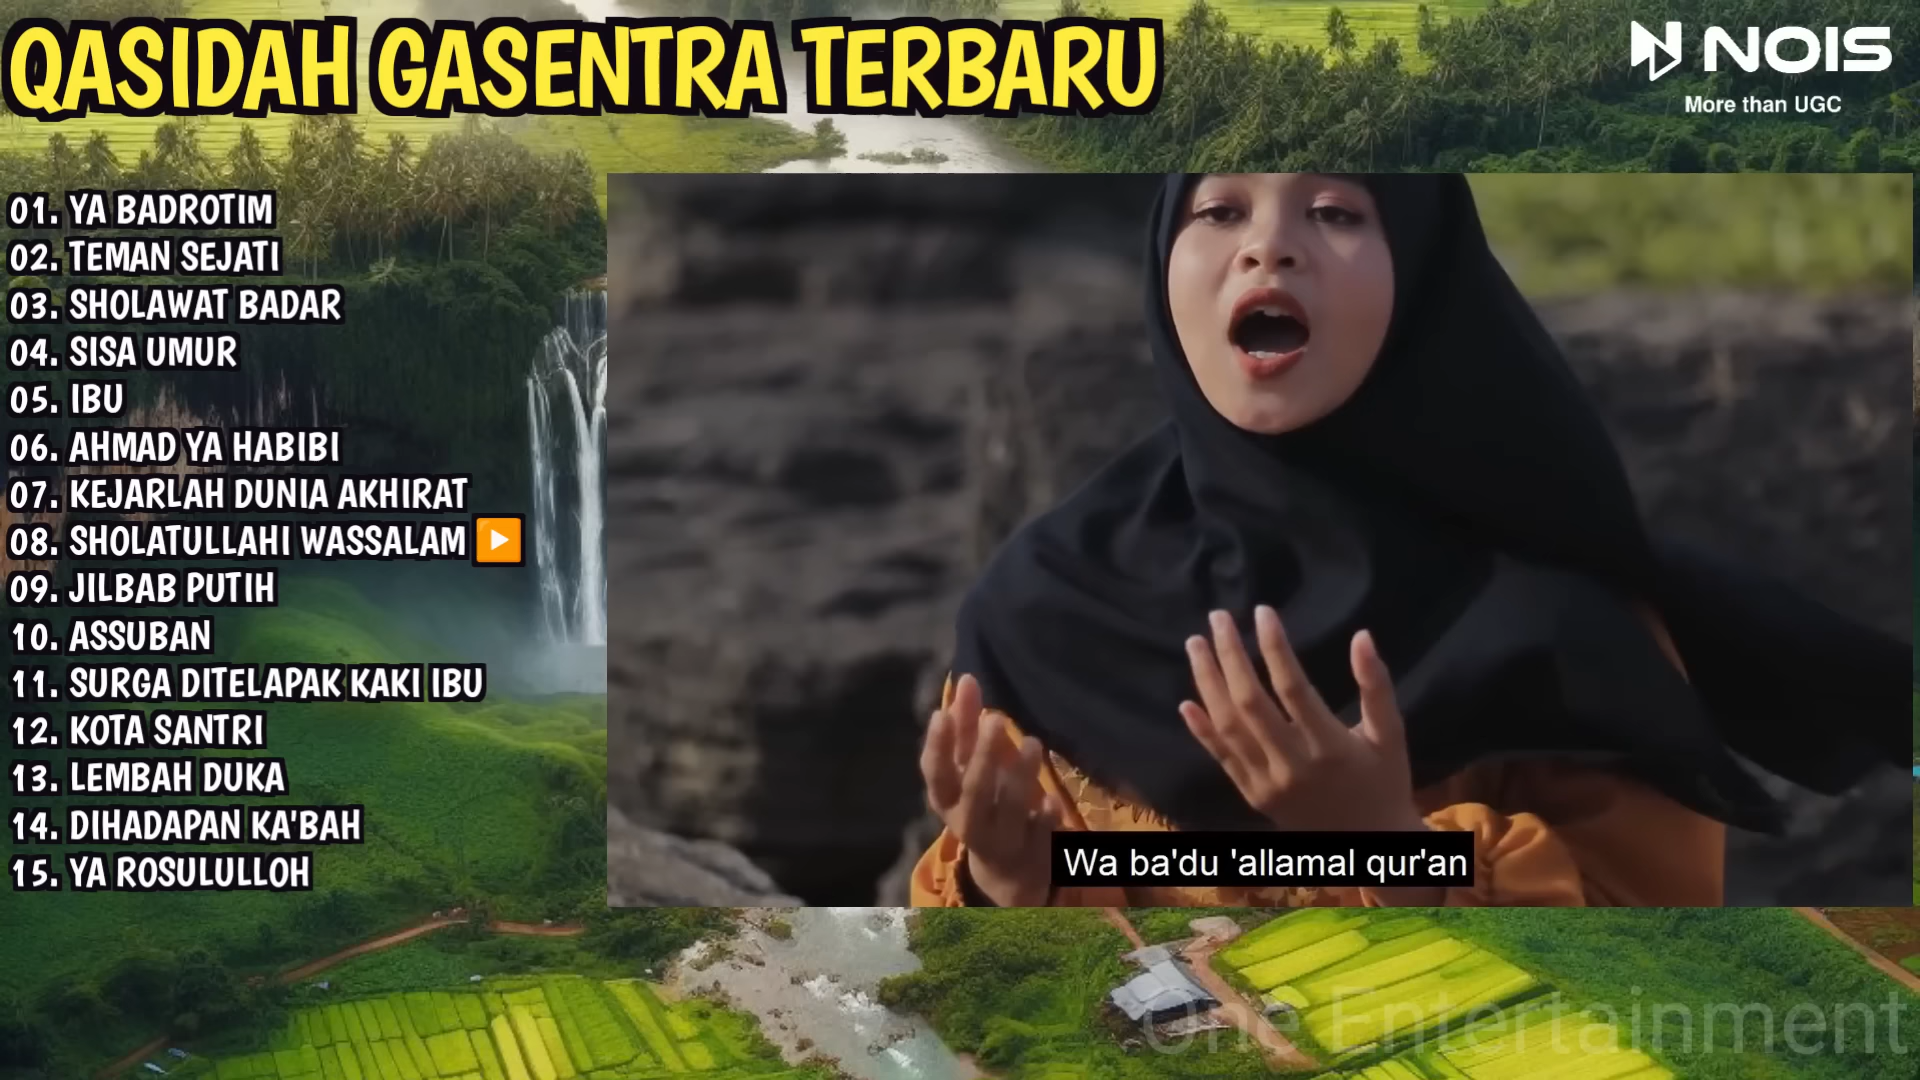 QASIDAH GASENTRA TERBARU
NOIS
More than UGC
01. YA BADROTIM
02. TEMAN SEJATI
03. SHOLAWAT BADAR
04. SISA UMUR
05. IBU
06. AHMAD YA HABIBI
07. KEJARLAH DUNIA AKHIRAT
08. SHOLATULLAHI WASSALAM
09. JILBAB PUTIH
10. ASSUBAN
11. SURGA DITELAPAK KAKI IBU
12. KOTA SANTRI
13. LEMBAH DUKA
14. DIHADAPAN KA'BAH
15. YA ROSULULLOH
Wa ba'du 'allamal qur'an
One Entertainment